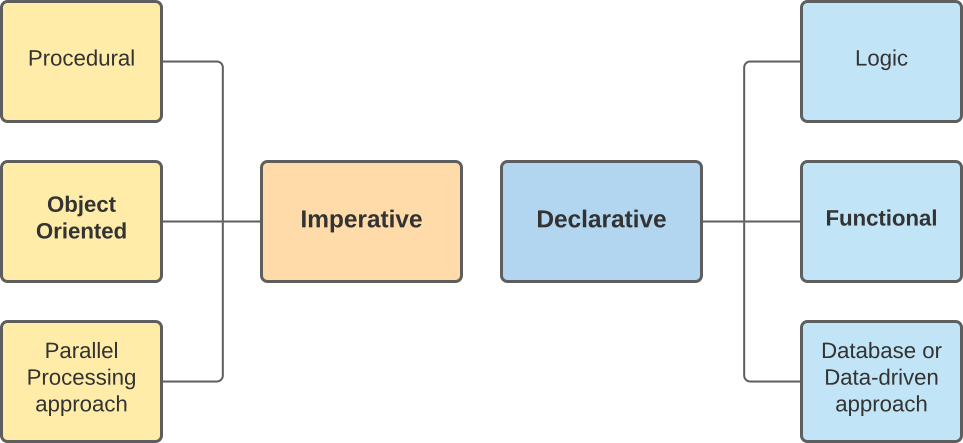 Procedural
Object
Oriented
Parallel
Processing
approach
Imperative
Declarative
Logic
Functional
Database or
Data-driven
approach